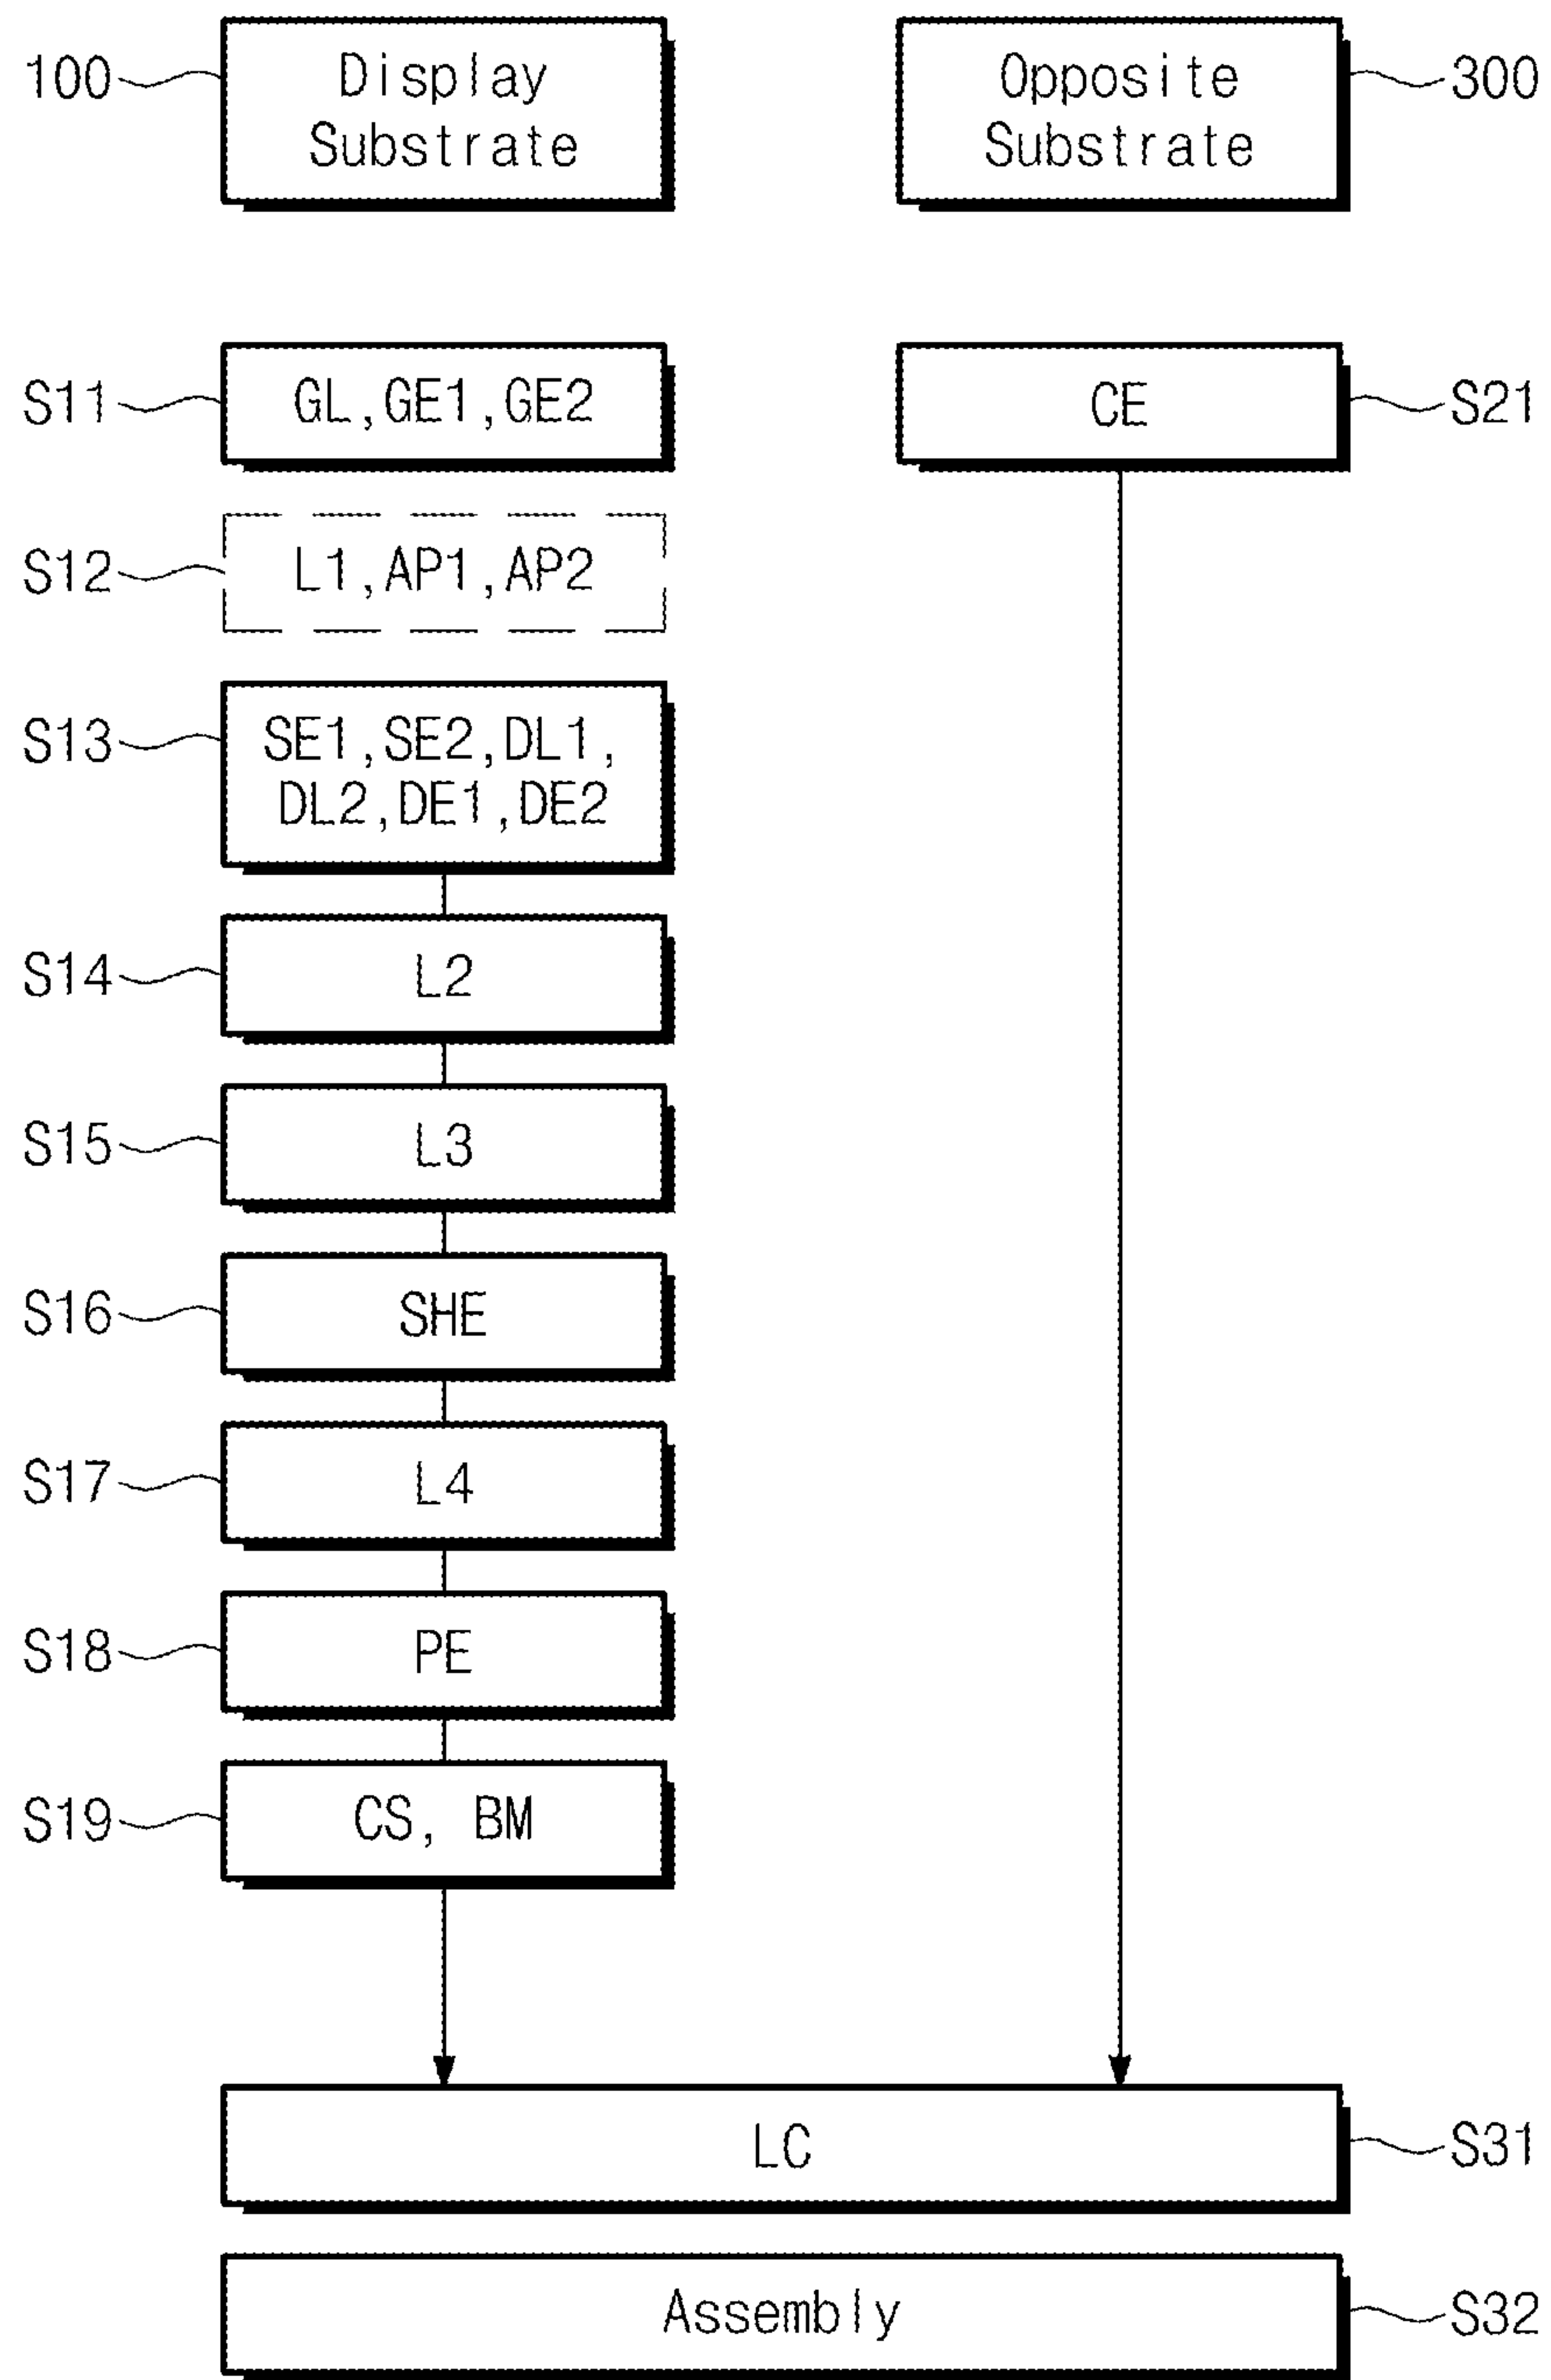 100
Display
Substrate
Opposite
Substrate
300
S11
GL,GE1,GE2
CE
S21
S12
L1,AP1,AP2
S13
SE1,SE2,DL1,
DL2,DE1,DE2
S14
L2
S15
L3
S16
SHE
S17
L4
S18
PE
S19
CS, BM
LC
S31
Assembly
S32